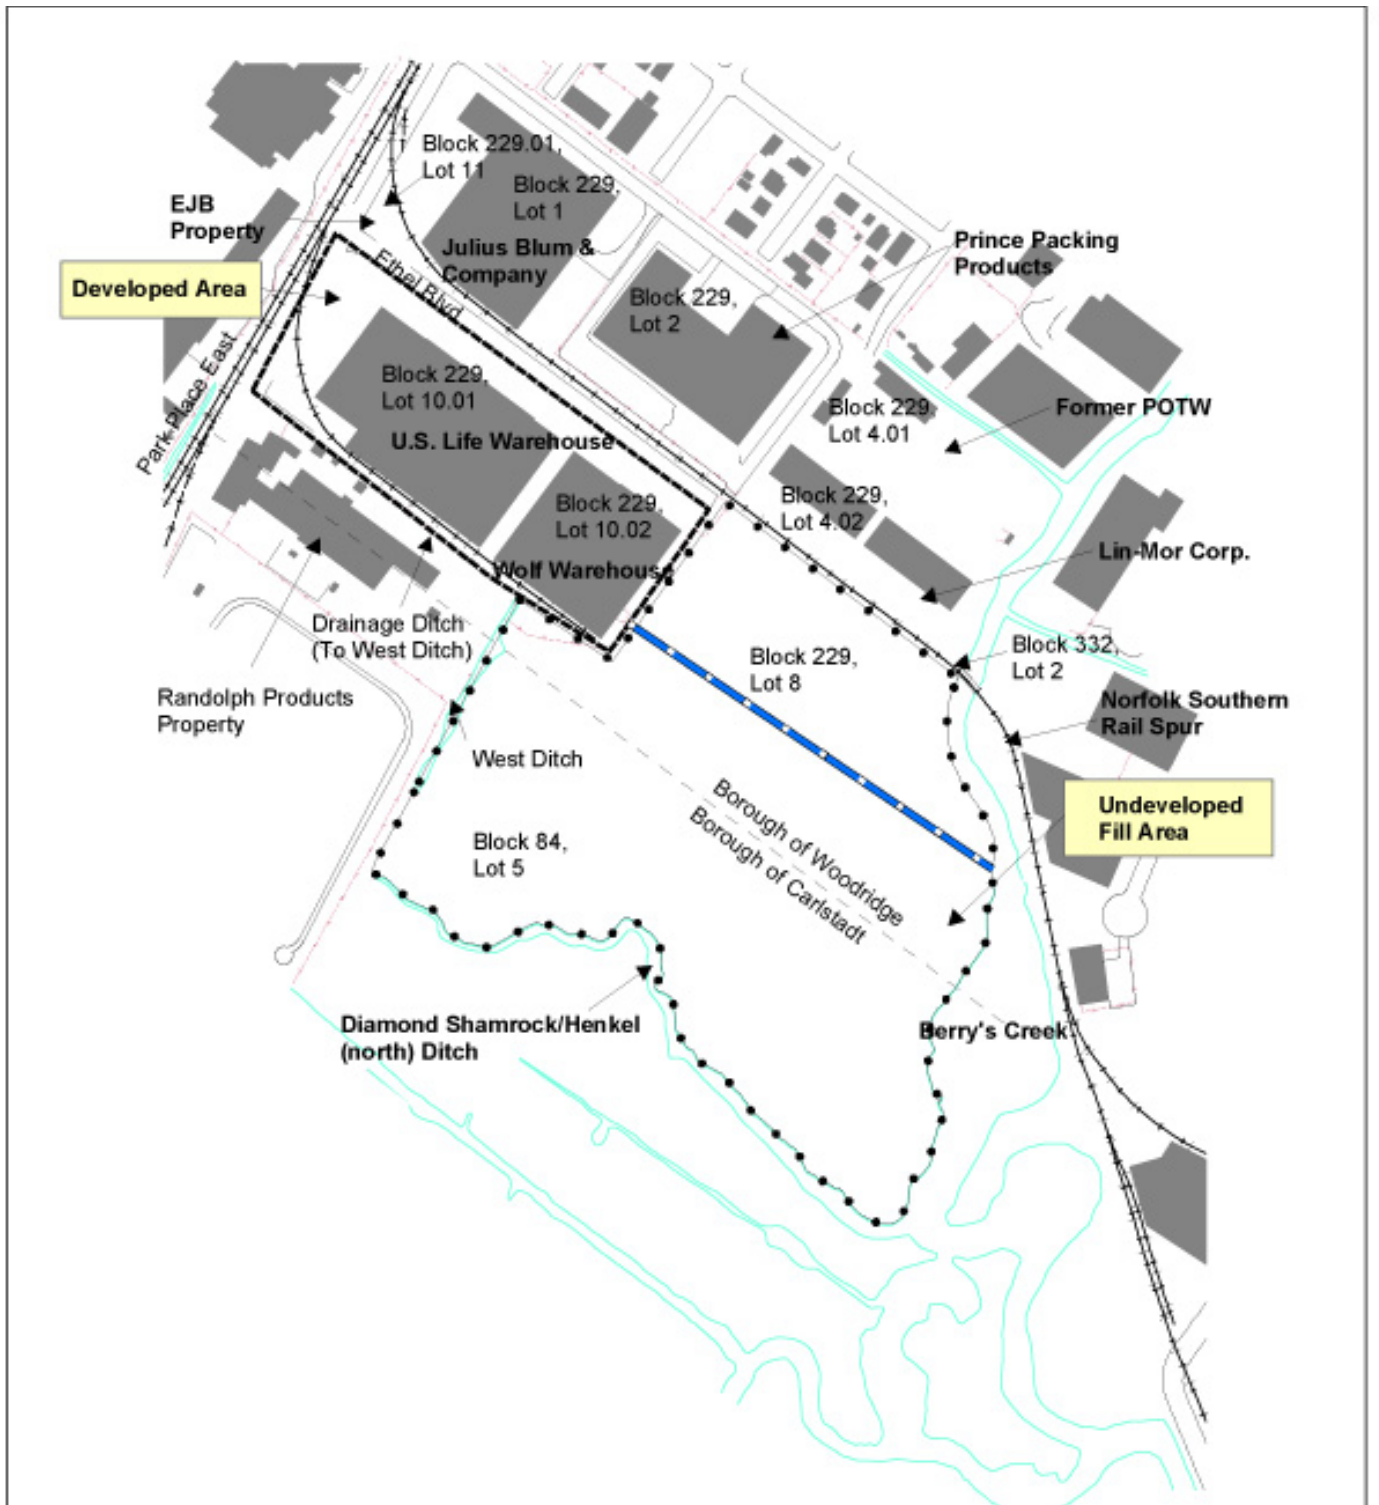 Block 229.01,
Lot 11
Block 229,
Lot 1
EJB
Property
Julius Blum &
Company
Prince Packing
Products
Developed Area
Ethel Blvd
Block 229,
Lot 2
Park Place East
Block 229,
Lot 10.01
Block 229,
Lot 4.01
Former POTW
U.S. Life Warehouse
Block 229,
Lot 10.02
Block 229,
Lot 4.02
Lin-Mor Corp.
Wolf Warehouse
Drainage Ditch
(To West Ditch)
Block 229,
Lot 8
Block 332,
Lot 2
Randolph Products
Property
Norfolk Southern
Rail Spur
West Ditch
Undeveloped
Fill Area
Borough of Woodridge
Borough of Carlstadt
Block 84,
Lot 5
Diamond Shamrock/Henkel
(north) Ditch
Berry's Creek